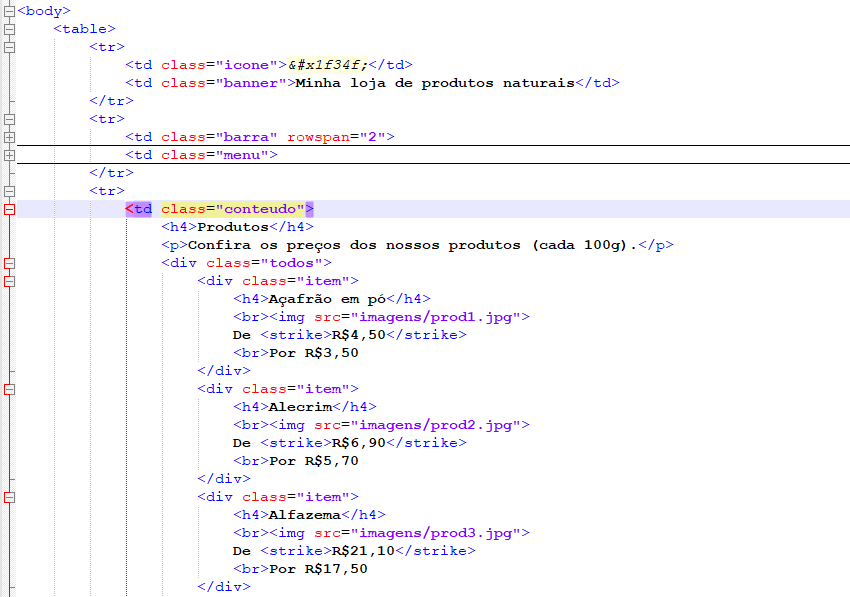 <body>
<table>
<tr>
<td class="icone">&#x1f34f;</td>
<td class="banner">Minha loja de produtos naturais</td>
</tr>
<tr>
<td class="barra" rowspan="2">
<td class="menu">
</tr>
<tr>
<td class="conteudo">
<h4>Produtos</h4>
<p>Confira os preços dos nossos produtos (cada 100g).</p>
<div class="todos">
<div class="item">
<h4>Açafrão em pó</h4>
<br><img src="imagens/prod1.jpg">
De <strike>R$4,50</strike>
<br>Por R$3,50
</div>
<div class="item">
<h4>Alecrim</h4>
<br><img src="imagens/prod2.jpg">
De <strike>R$6,90</strike>
<br>Por R$5,70
</div>
<div class="item">
<h4>Alfazema</h4>
<br><img src="imagens/prod3.jpg">
De <strike>R$21,10</strike>
<br>Por R$17,50
</div>